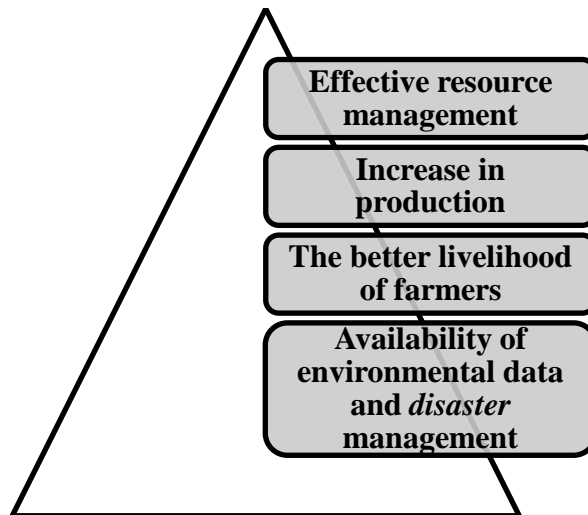 Effective resource
management
Increase in
production
The better livelihood
of farmers
Availability of
environmental data
and disaster
management